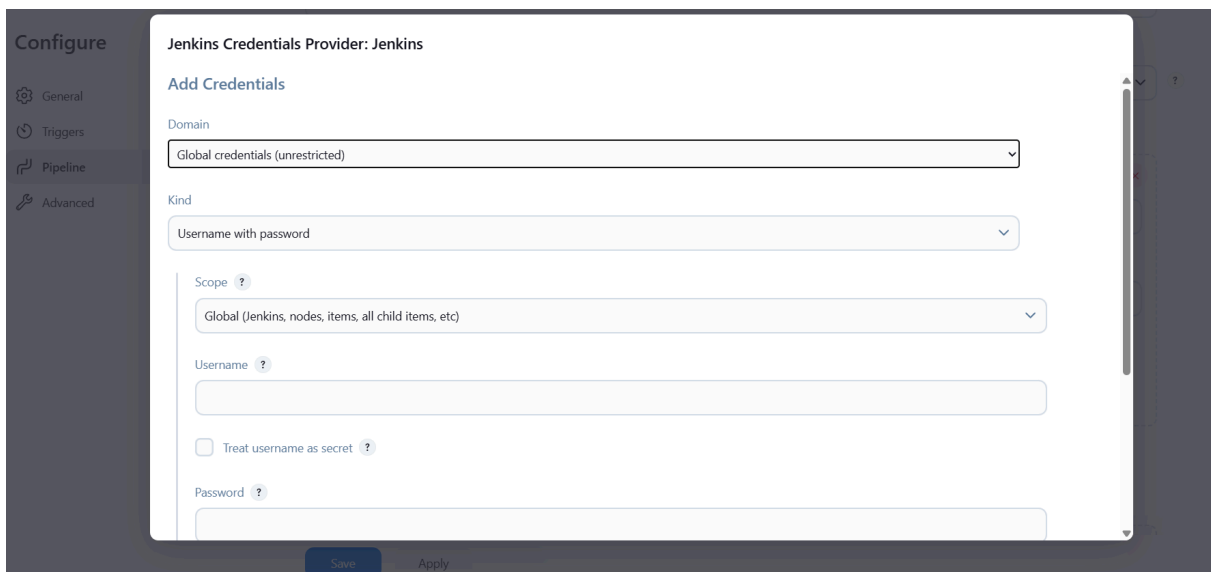 Configure
General
Triggers
Pipeline
Advanced
Jenkins Credentials Provider: Jenkins
Add Credentials
Domain
Global credentials (unrestricted)
Kind
Username with password
Scope ?
Global (Jenkins, nodes, items, all child items, etc)
Username ?
Treat username as secret ?
Password ?
?
Save Apply